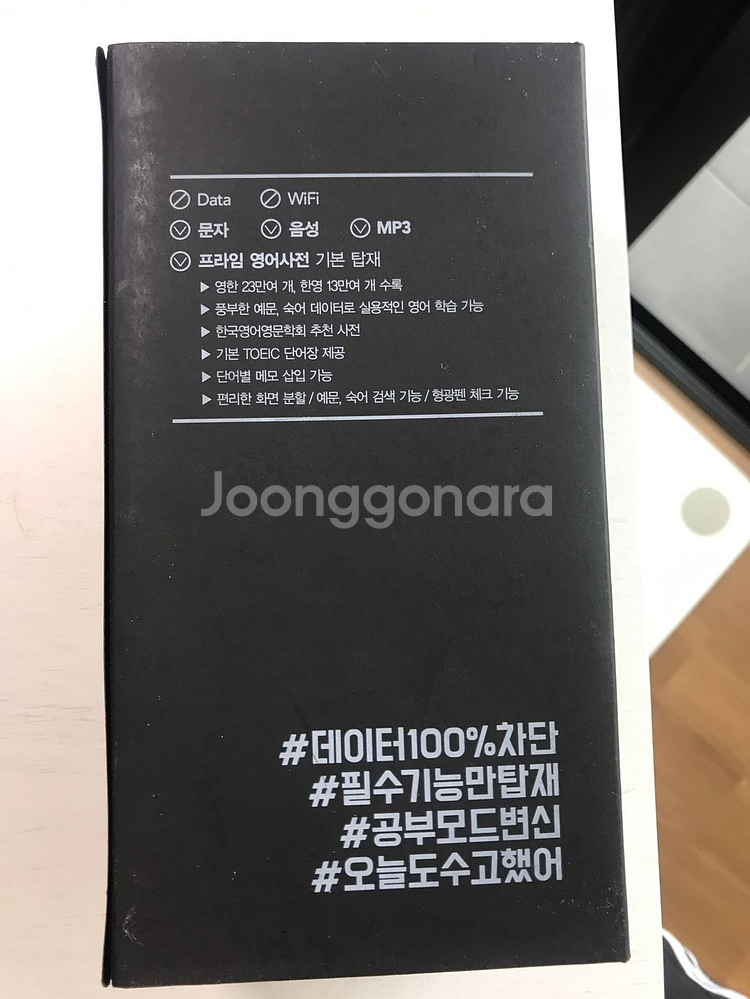 Data WiFi
문자 음성 MP3
프라임 영어사전 기본 탑재
▶ 영한 23만여 개, 한영 13만여 개 수록
▶ 풍부한 예문, 숙어 데이터로 실용적인 영어 학습 가능
▶ 한국영어영문학회 추천 사전
▶ 기본 TOEIC 단어장 제공
▶ 단어별 메모 삽입 가능
▶ 편리한 화면 분할 / 예문, 숙어 검색 기능 / 형광펜 체크 기능
Joonggonara
#데이터100%차단
#필수기능만탑재
#공부모드변신
#오늘도수고했어